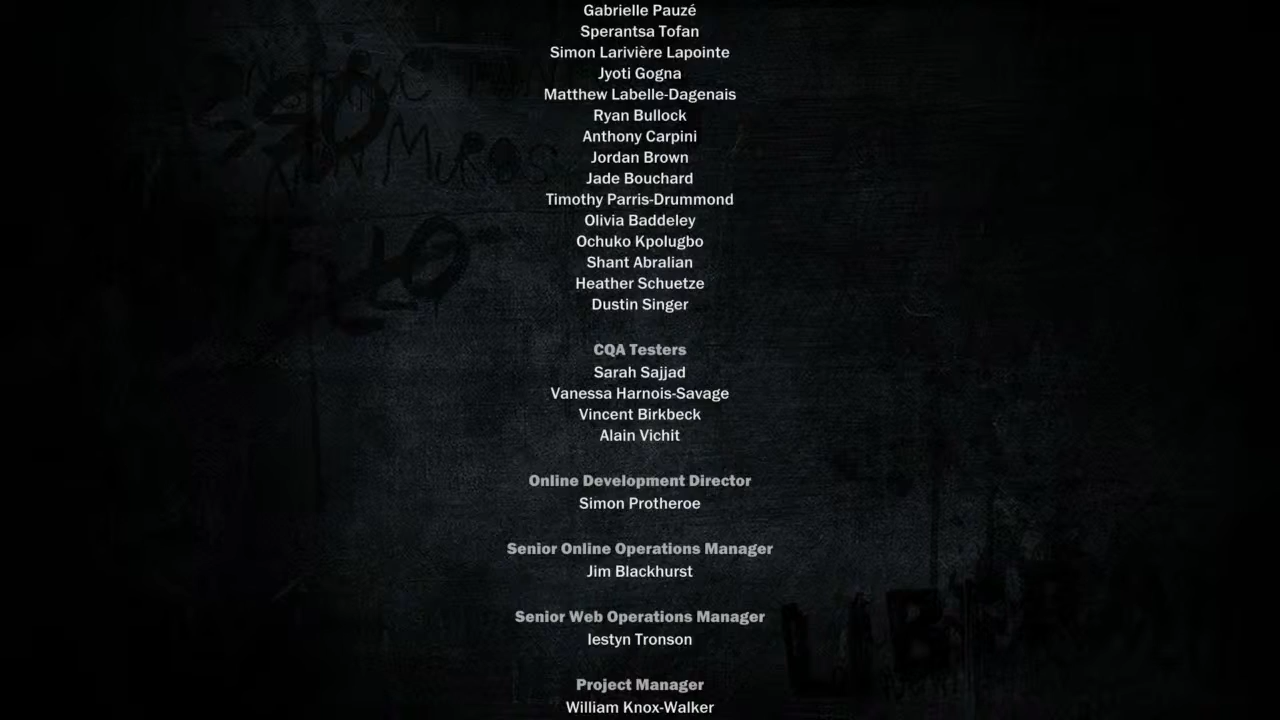 Gabrielle Pauzé
Sperantsa Tofan
Simon Larivière Lapointe
Jyoti Gogna
Matthew Labelle-Dagenais
Ryan Bullock
Anthony Carpini
Jordan Brown
Jade Bouchard
Timothy Parris-Drummond
Olivia Baddeley
Ochuko Kpolugbo
Shant Abralian
Heather Schuetze
Dustin Singer
CQA Testers
Sarah Sajjad
Vanessa Harnois-Savage
Vincent Birkbeck
Alain Vichit
Online Development Director
Simon Protheroe
Senior Online Operations Manager
Jim Blackhurst
Senior Web Operations Manager
Iestyn Tronson
Project Manager
William Knox-Walker
MUROS